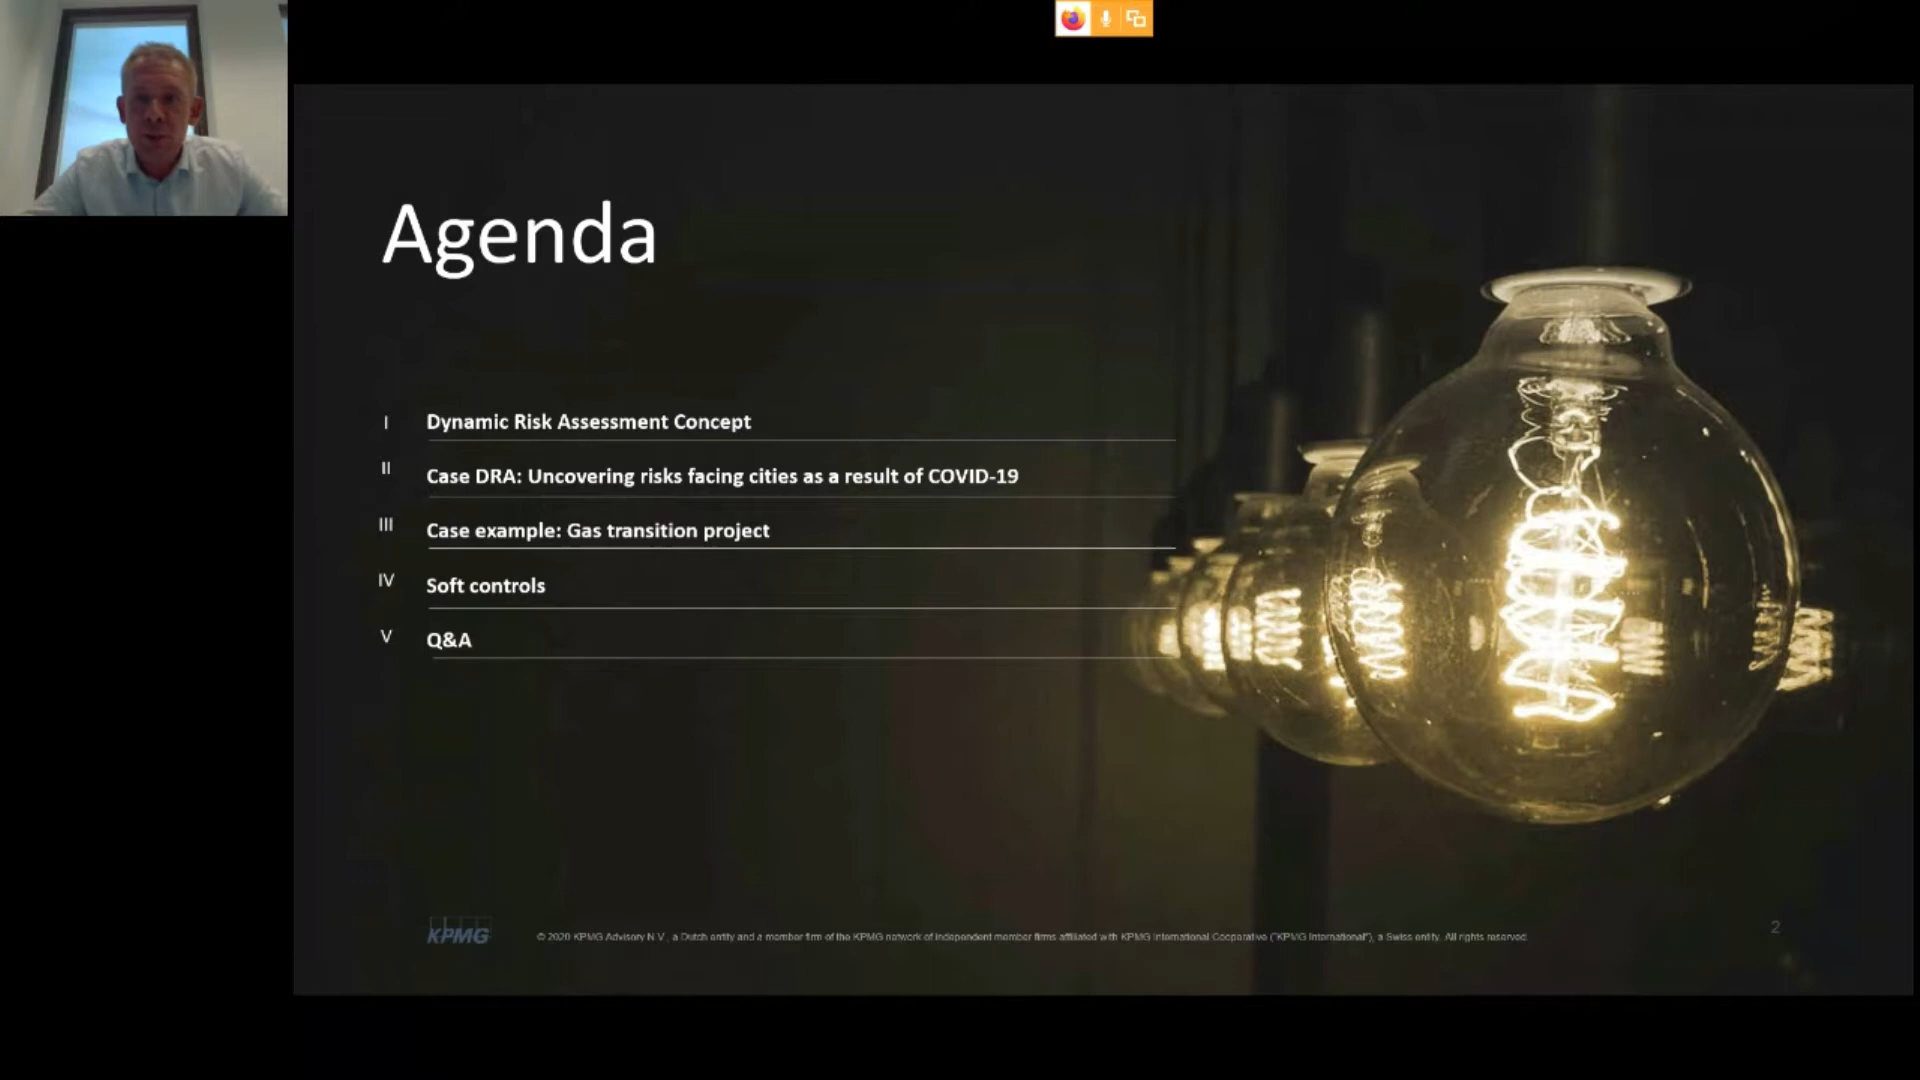 Agenda
I Dynamic Risk Assessment Concept
II Case DRA: Uncovering risks facing cities as a result of COVID-19
III Case example: Gas transition project
IV Soft controls
V Q&A
KPMG © 2020 KPMG Advisory N.V., a Dutch entity and a member firm of the KPMG network of independent member firms affiliated with KPMG International Cooperative ("KPMG International"), a Swiss entity. All rights reserved. 2